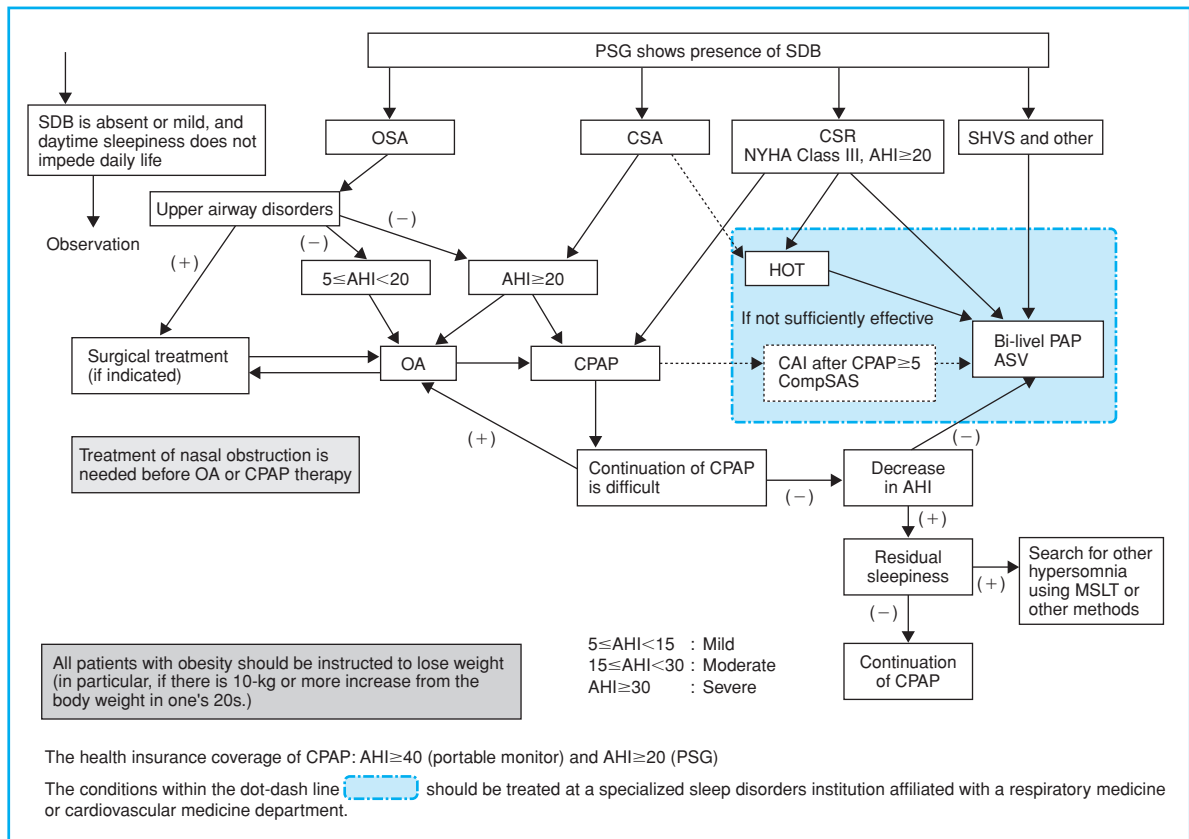 PSG shows presence of SDB
SDB is absent or mild, and
daytime sleepiness does not
impede daily life
Observation
OSA
CSA
CSR
NYHA Class III, AHI≥20
SHVS and other
Upper airway disorders
(−)
(−)
(+)
5≤AHI<20
AHI≥20
HOT
If not sufficiently effective
Surgical treatment
(if indicated)
OA
CPAP
CAI after CPAP≥5
CompSAS
Bi-livel PAP
ASV
Treatment of nasal obstruction is
needed before OA or CPAP therapy
(+)
Continuation of CPAP
is difficult
(−)
Decrease
in AHI
(−)
(+)
Residual
sleepiness
(+)
Search for other
hypersomnia
using MSLT or
other methods
(−)
Continuation
of CPAP
5≤AHI<15 : Mild
15≤AHI<30 : Moderate
AHI≥30 : Severe
All patients with obesity should be instructed to lose weight
(in particular, if there is 10-kg or more increase from the
body weight in one's 20s.)
The health insurance coverage of CPAP: AHI≥40 (portable monitor) and AHI≥20 (PSG)
The conditions within the dot-dash line should be treated at a specialized sleep disorders institution affiliated with a respiratory medicine
or cardiovascular medicine department.